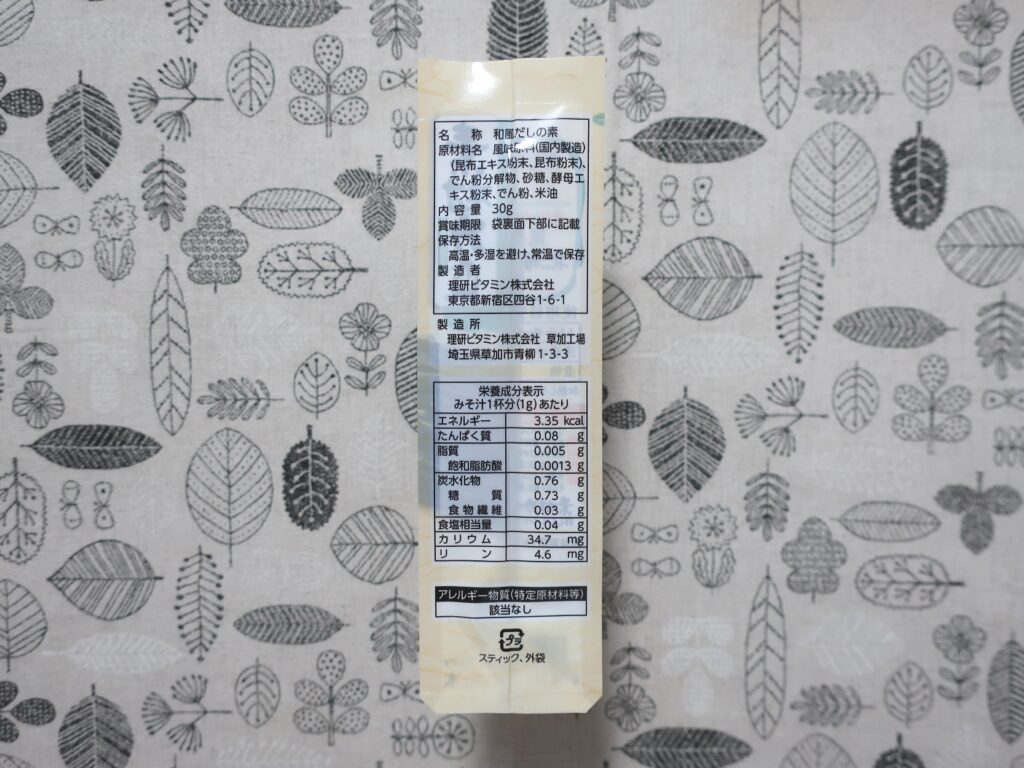 名称 和風だしの素
原材料名 風味原料(国内製造)
(昆布エキス粉末、昆布粉末)、
でん粉分解物、砂糖、酵母エ
キス粉末、でん粉、米油
内容量 30g
賞味期限 袋裏面下部に記載
保存方法
高温・多湿を避け、常温で保存
製造者
理研ビタミン株式会社
東京都新宿区四谷1-6-1
製造所
理研ビタミン株式会社 草加工場
埼玉県草加市青柳1-3-3
栄養成分表示
みそ汁1杯分(1g)あたり
エネルギー 3.35 kcal
たんぱく質 0.08 g
脂質 0.005 g
飽和脂肪酸 0.0013 g
炭水化物 0.76 g
糖質 0.73 g
食物繊維 0.03 g
食塩相当量 0.04 g
カリウム 34.7 mg
リン 4.6 mg
アレルギー物質(特定原材料等)
該当なし
プラ
スティック、外袋